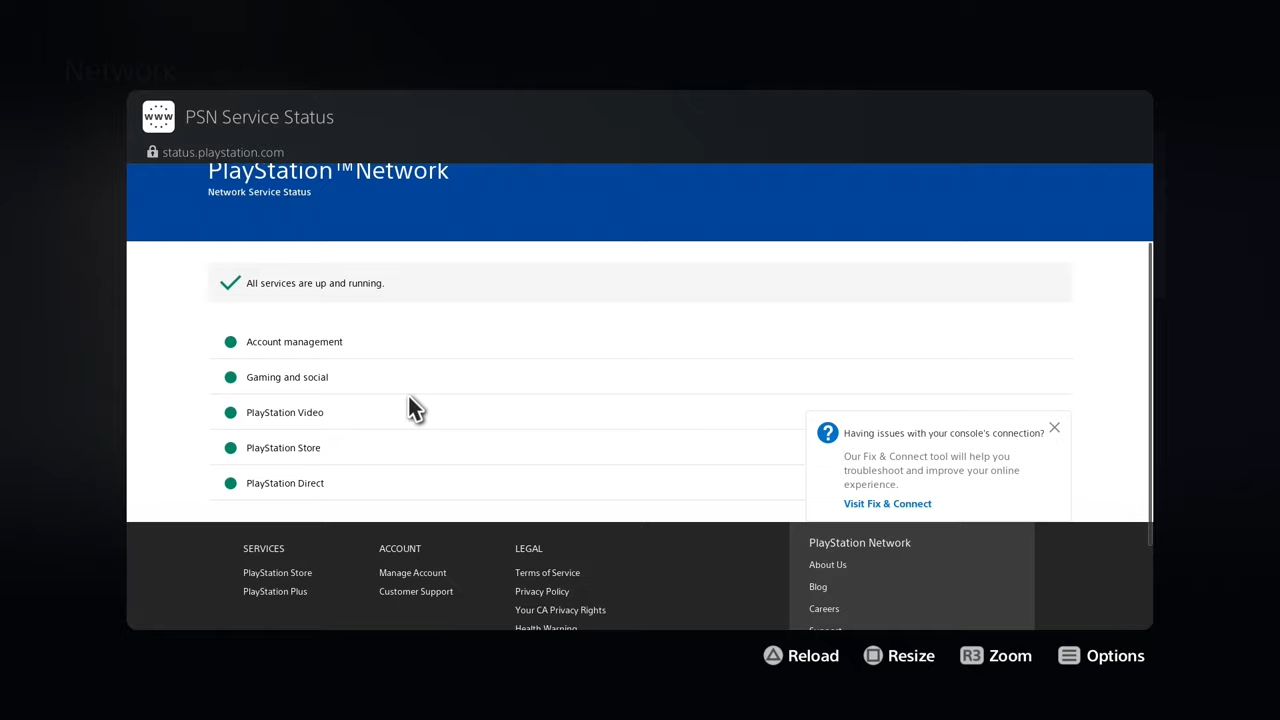 Network
www
PSN Service Status
status.playstation.com
PlayStation™Network
Network Service Status
All services are up and running.
Account management
Gaming and social
PlayStation Video
PlayStation Store
PlayStation Direct
? Having issues with your console's connection?
Our Fix & Connect tool will help you
troubleshoot and improve your online
experience.
Visit Fix & Connect
SERVICES
PlayStation Store
PlayStation Plus
ACCOUNT
Manage Account
Customer Support
LEGAL
Terms of Service
Privacy Policy
Your CA Privacy Rights
Health Warning
PlayStation Network
About Us
Blog
Careers
Support
Reload
Resize
R3 Zoom
Options